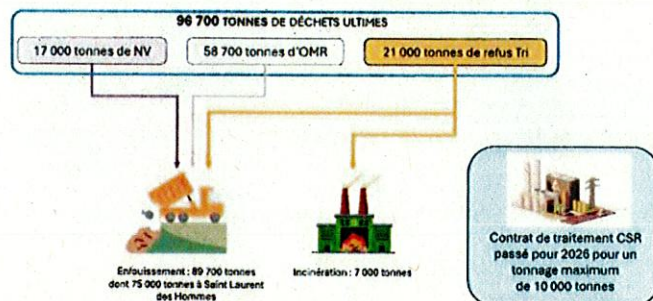 96 700 TONNES DE DÉCHETS ULTIMES
17 000 tonnes de NV
58 700 tonnes d'OMR
21 000 tonnes de refus Tri
Enfouissement : 89 700 tonnes
dont 75 000 tonnes à Saint Laurent
des Hommes
Incinération : 7 000 tonnes
Contrat de traitement CSR
passé pour 2026 pour un
tonnage maximum
de 10 000 tonnes